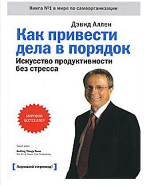 Книга №1 в мире по самоорганизации
Дэвид Аллен
Как привести
дела в порядок
Искусство продуктивности
без стресса
МИРОВОЙ
БЕСТСЕЛЛЕР